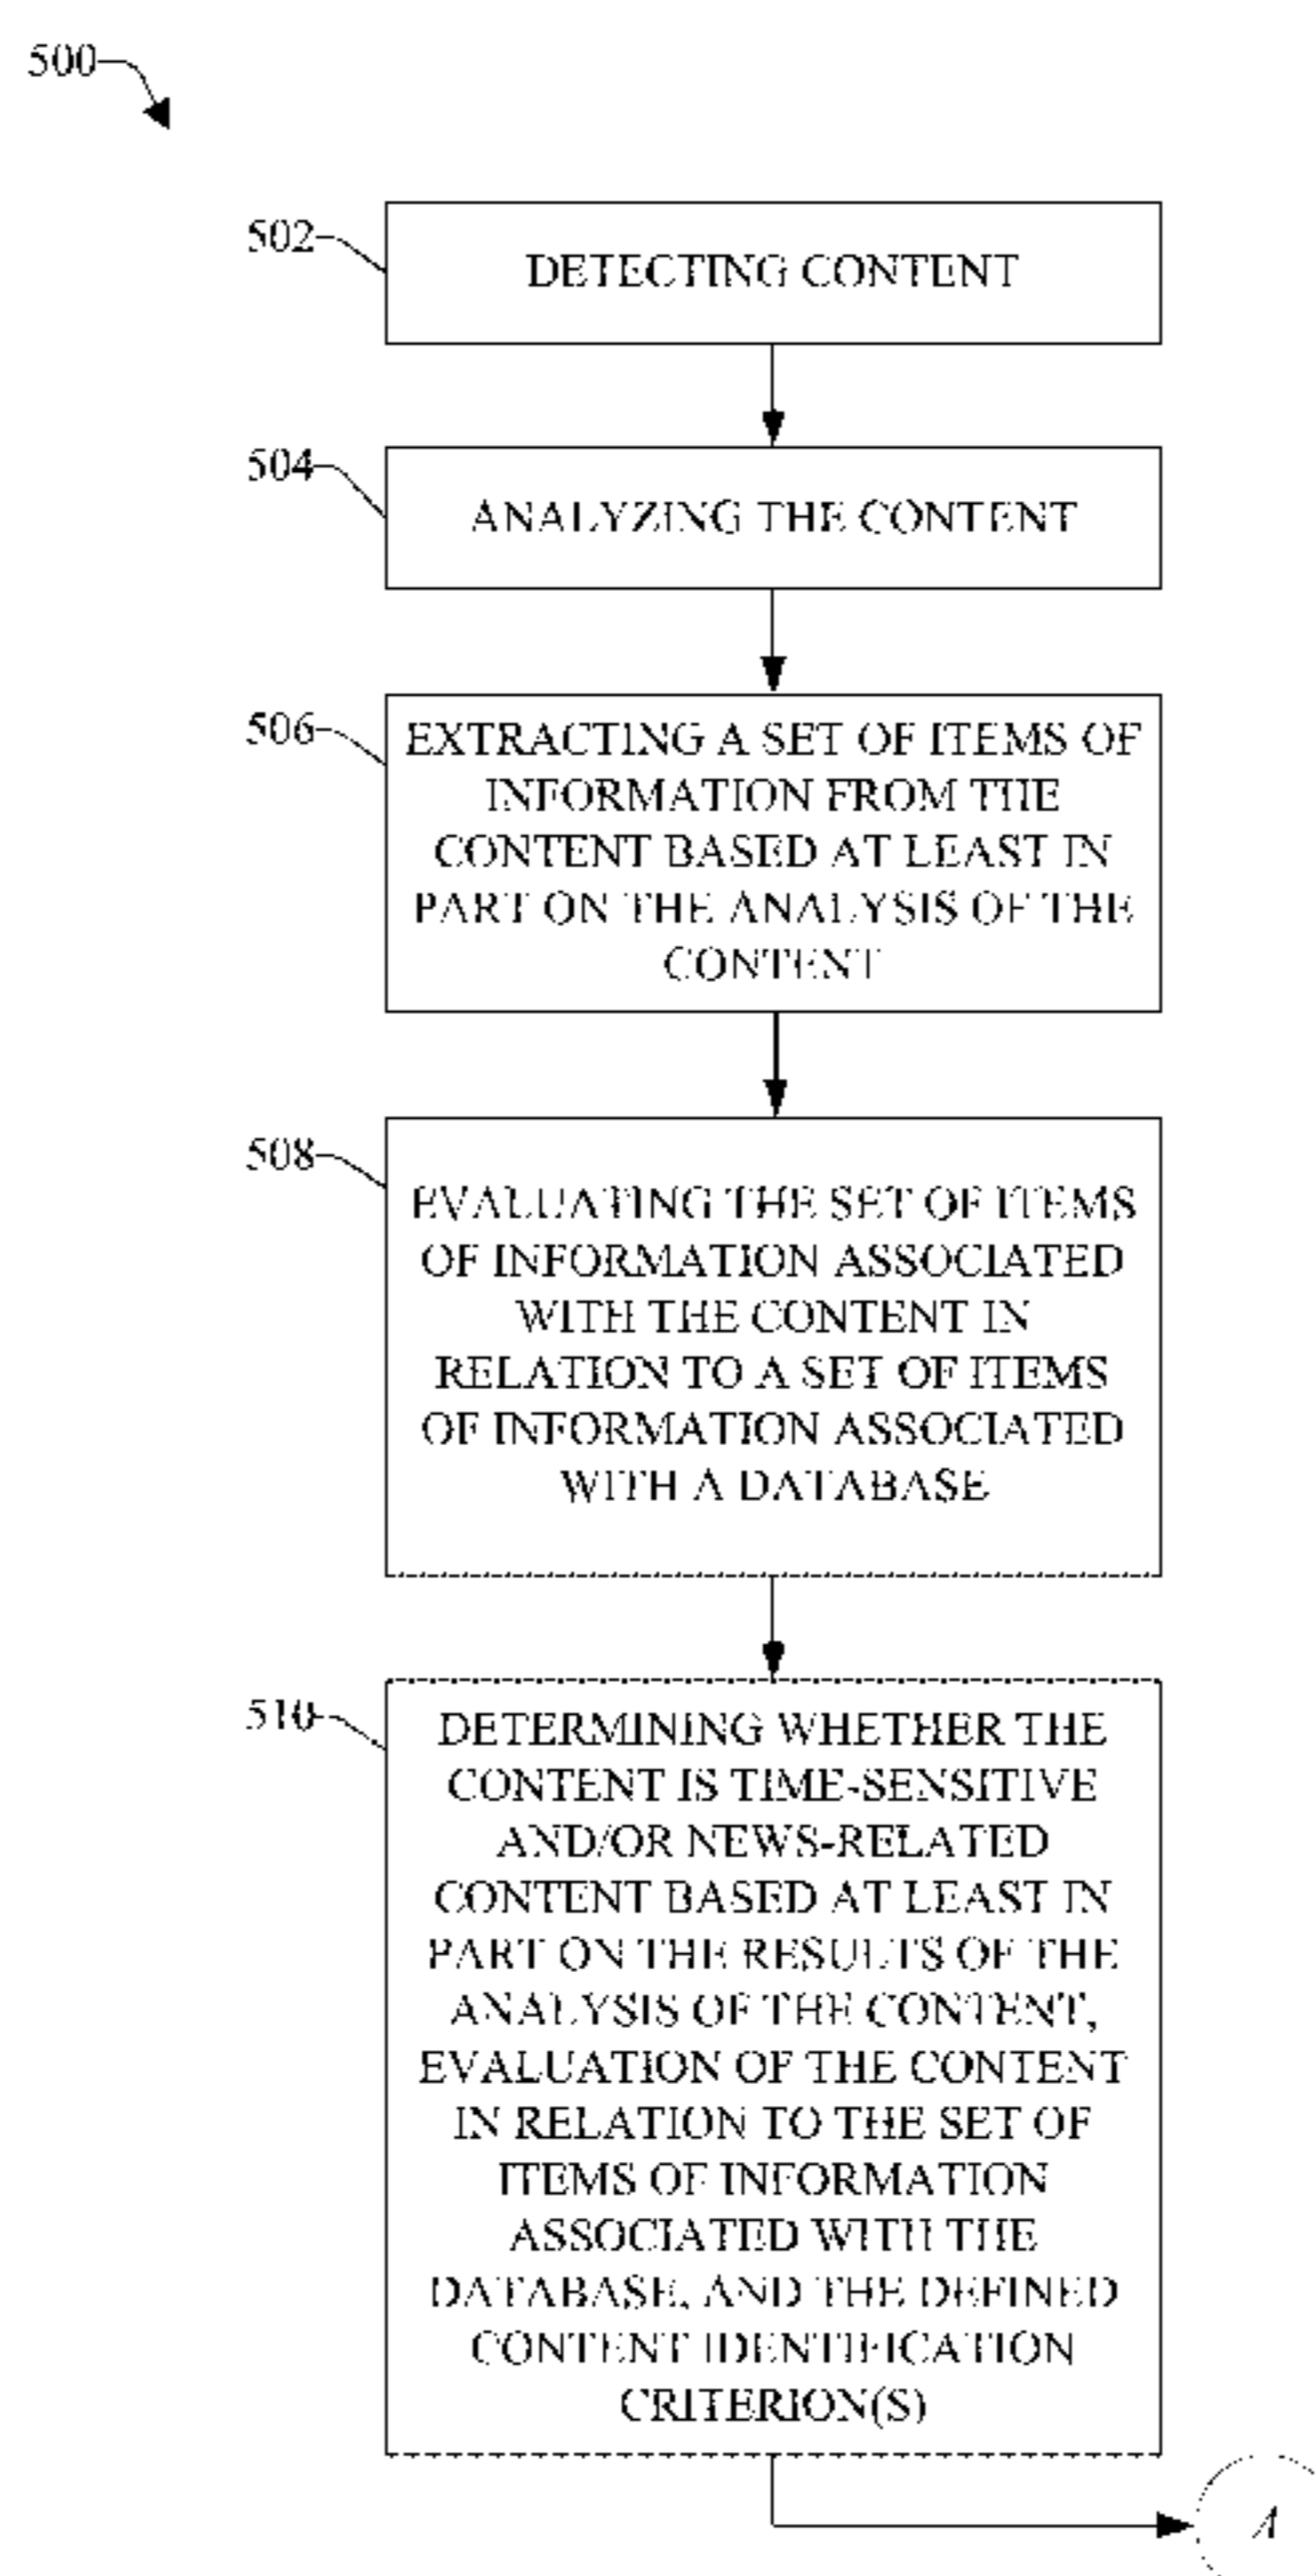 500
502
DETECTING CONTENT
504
ANALYZING THE CONTENT
506
EXTRACTING A SET OF ITEMS OF
INFORMATION FROM THE
CONTENT BASED AT LEAST IN
PART ON THE ANALYSIS OF THE
CONTENT
508
EVALUATING THE SET OF ITEMS
OF INFORMATION ASSOCIATED
WITH THE CONTENT IN
RELATION TO A SET OF ITEMS
OF INFORMATION ASSOCIATED
WITH A DATABASE
510
DETERMINING WHETHER THE
CONTENT IS TIME-SENSITIVE
AND/OR NEWS-RELATED
CONTENT BASED AT LEAST IN
PART ON THE RESULTS OF THE
ANALYSIS OF THE CONTENT,
EVALUATION OF THE CONTENT
IN RELATION TO THE SET OF
ITEMS OF INFORMATION
ASSOCIATED WITH THE
DATABASE, AND THE DEFINED
CONTENT IDENTIFICATION
CRITERION(S)
A